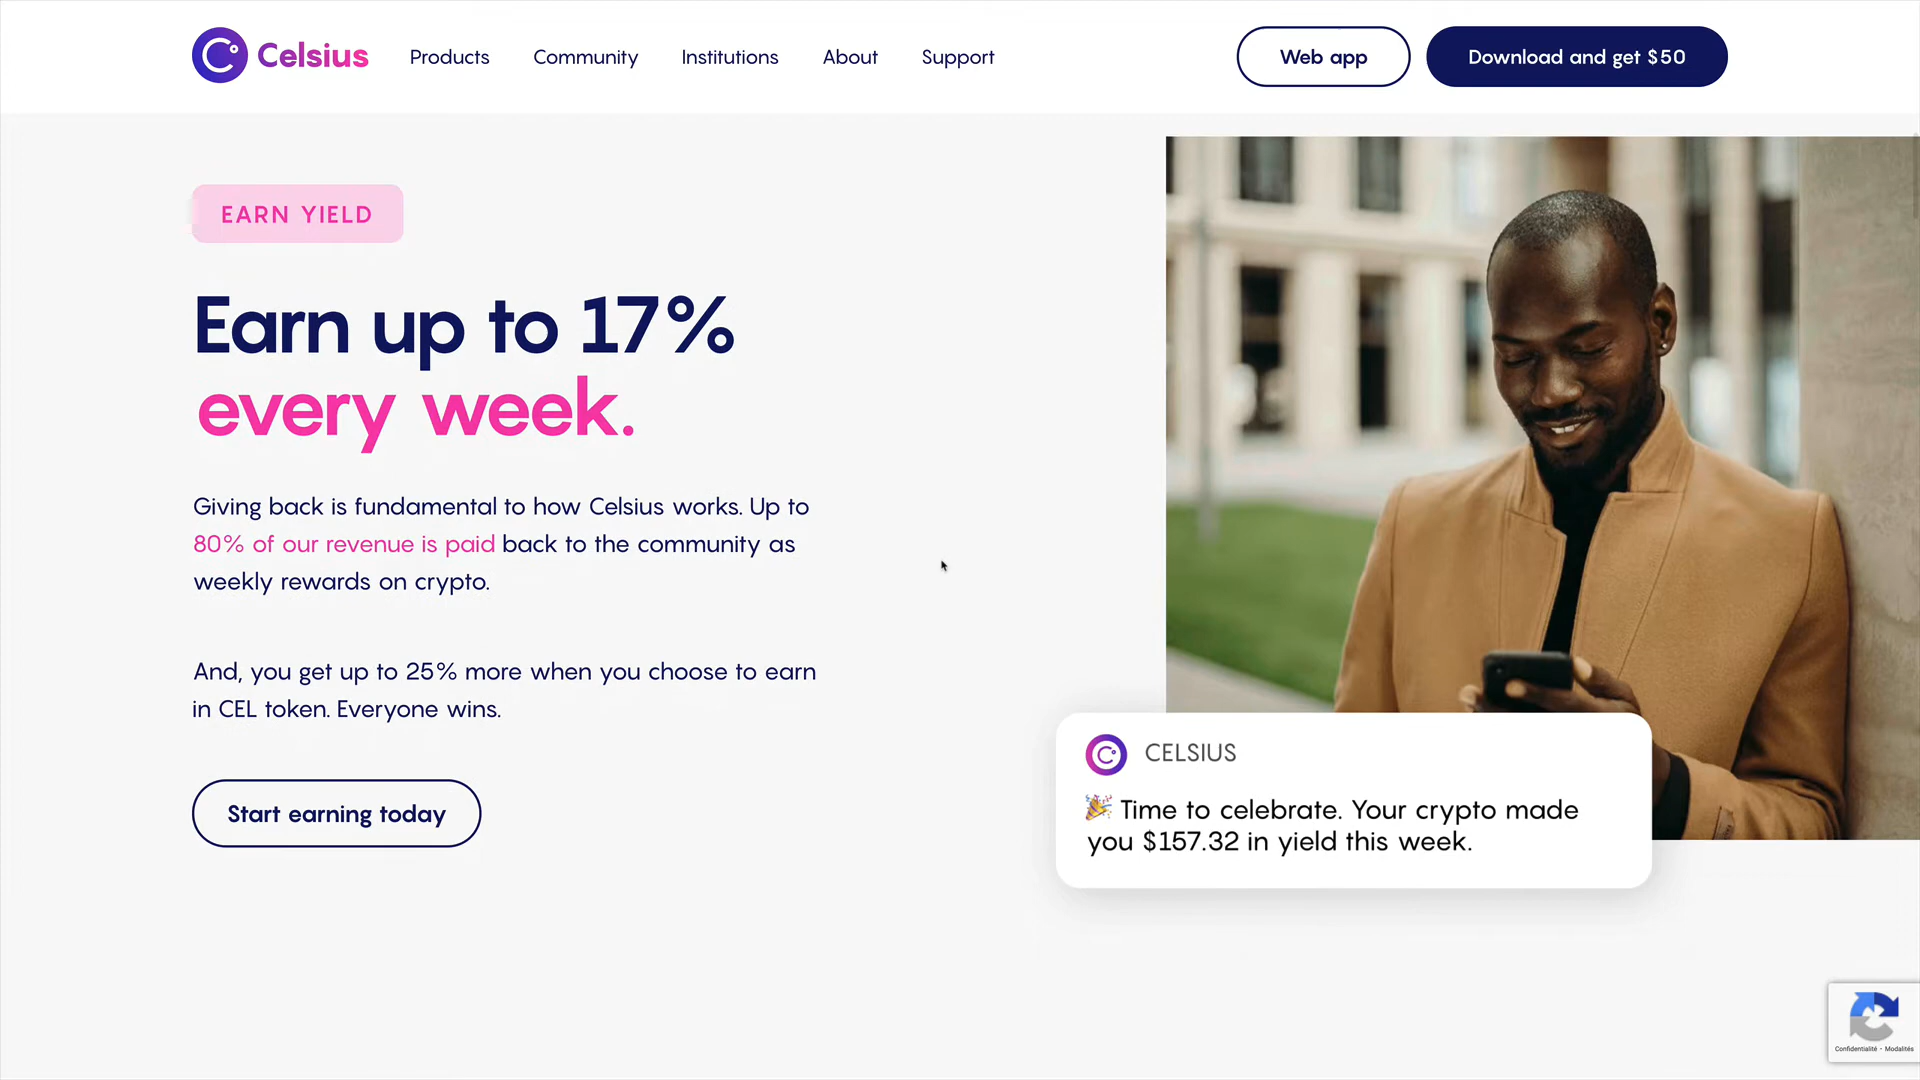 Celsius
Products
Community
Institutions
About
Support
Web app
Download and get $50
EARN YIELD
Earn up to 17%
every week.
Giving back is fundamental to how Celsius works. Up to
80% of our revenue is paid back to the community as
weekly rewards on crypto.
And, you get up to 25% more when you choose to earn
in CEL token. Everyone wins.
Start earning today
CELSIUS
🎉 Time to celebrate. Your crypto made
you $157.32 in yield this week.
Confidentialité - Modalités